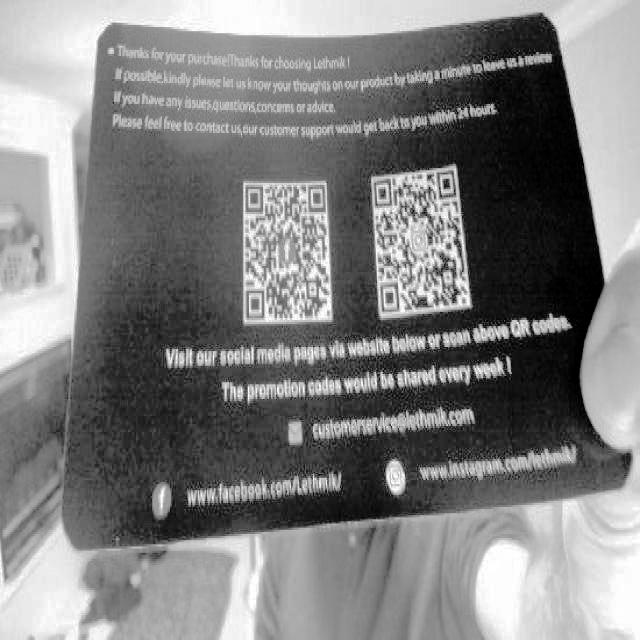 Thanks for your purchase!Thanks for choosing Lethmik !
If possible,kindly please let us know your thoughts on our product by taking a minute to leave us a review
If you have any issues,questions,concerns or advice.
Please feel free to contact us,our customer support would get back to you within 24 hours.
Visit our social media pages via website below or scan above QR codes.
The promotion codes would be shared every week !
customerservice@lethmik.com
www.facebook.com/Lethmik/
www.instagram.com/lethmik/